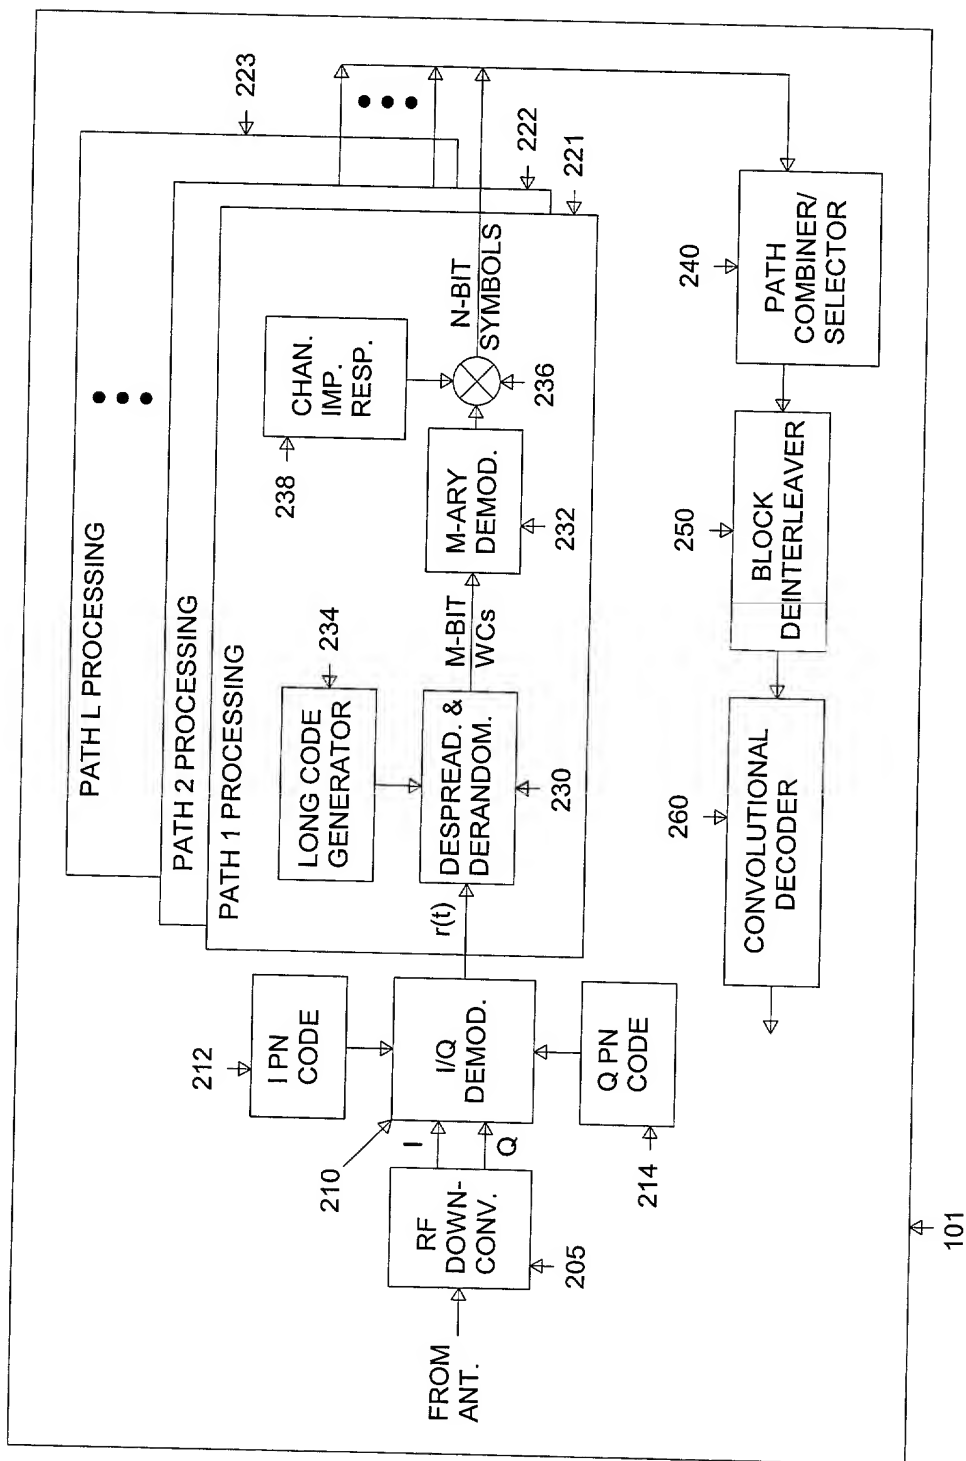 PATH L PROCESSING
223
PATH 2 PROCESSING
222
PATH 1 PROCESSING
221
LONG CODE
GENERATOR
234
CHAN.
IMP.
RESP.
238
FROM
ANT.
RF
DOWN-
CONV.
205
I
Q
210
I PN
CODE
212
I/Q
DEMOD.
Q PN
CODE
214
r(t)
DESPREAD. &
DERANDOM.
230
M-BIT
WCs
M-ARY
DEMOD.
232
236
N-BIT
SYMBOLS
PATH
COMBINER/
SELECTOR
240
BLOCK
DEINTERLEAVER
250
CONVOLUTIONAL
DECODER
260
101